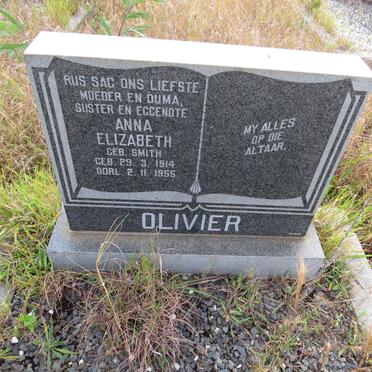 RUS SAG ONS LIEFSTE
MOEDER EN OUMA,
SUSTER EN EGGENOTE
ANNA
ELIZABETH
GEB. SMITH
GEB. 29. 3. 1914
OORL. 2. 11. 1955
MY ALLES
OP DIE
ALTAAR.
OLIVIER